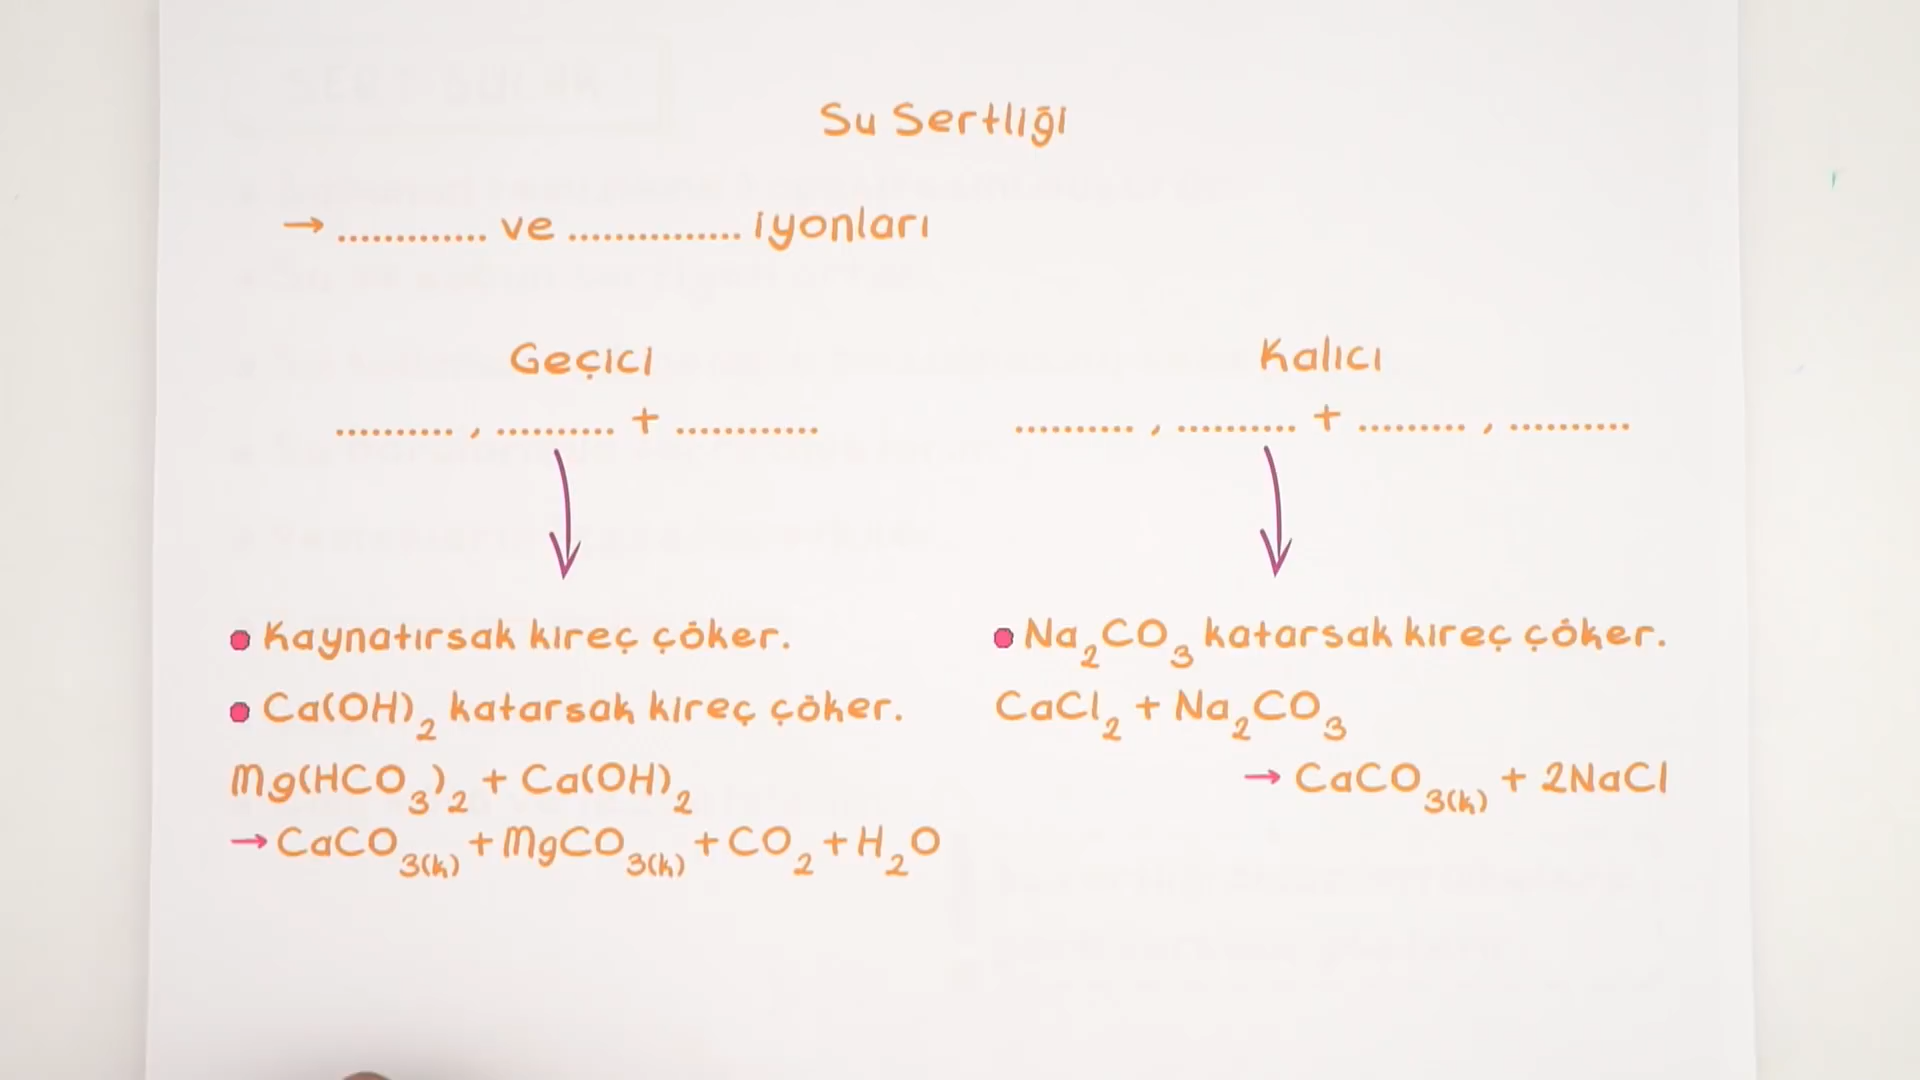 Su Sertliği
→ ............. ve ............... iyonları
Geçici
.......... , .......... + ............
Kalıcı
.......... , .......... + ......... , ..........
• Kaynatırsak kireç çöker.
• Ca(OH)₂ katarsak kireç çöker.
Mg(HCO₃)₂ + Ca(OH)₂
→ CaCO₃(k) + MgCO₃(k) + CO₂ + H₂O
• Na₂CO₃ katarsak kireç çöker.
CaCl₂ + Na₂CO₃
→ CaCO₃(k) + 2NaCl